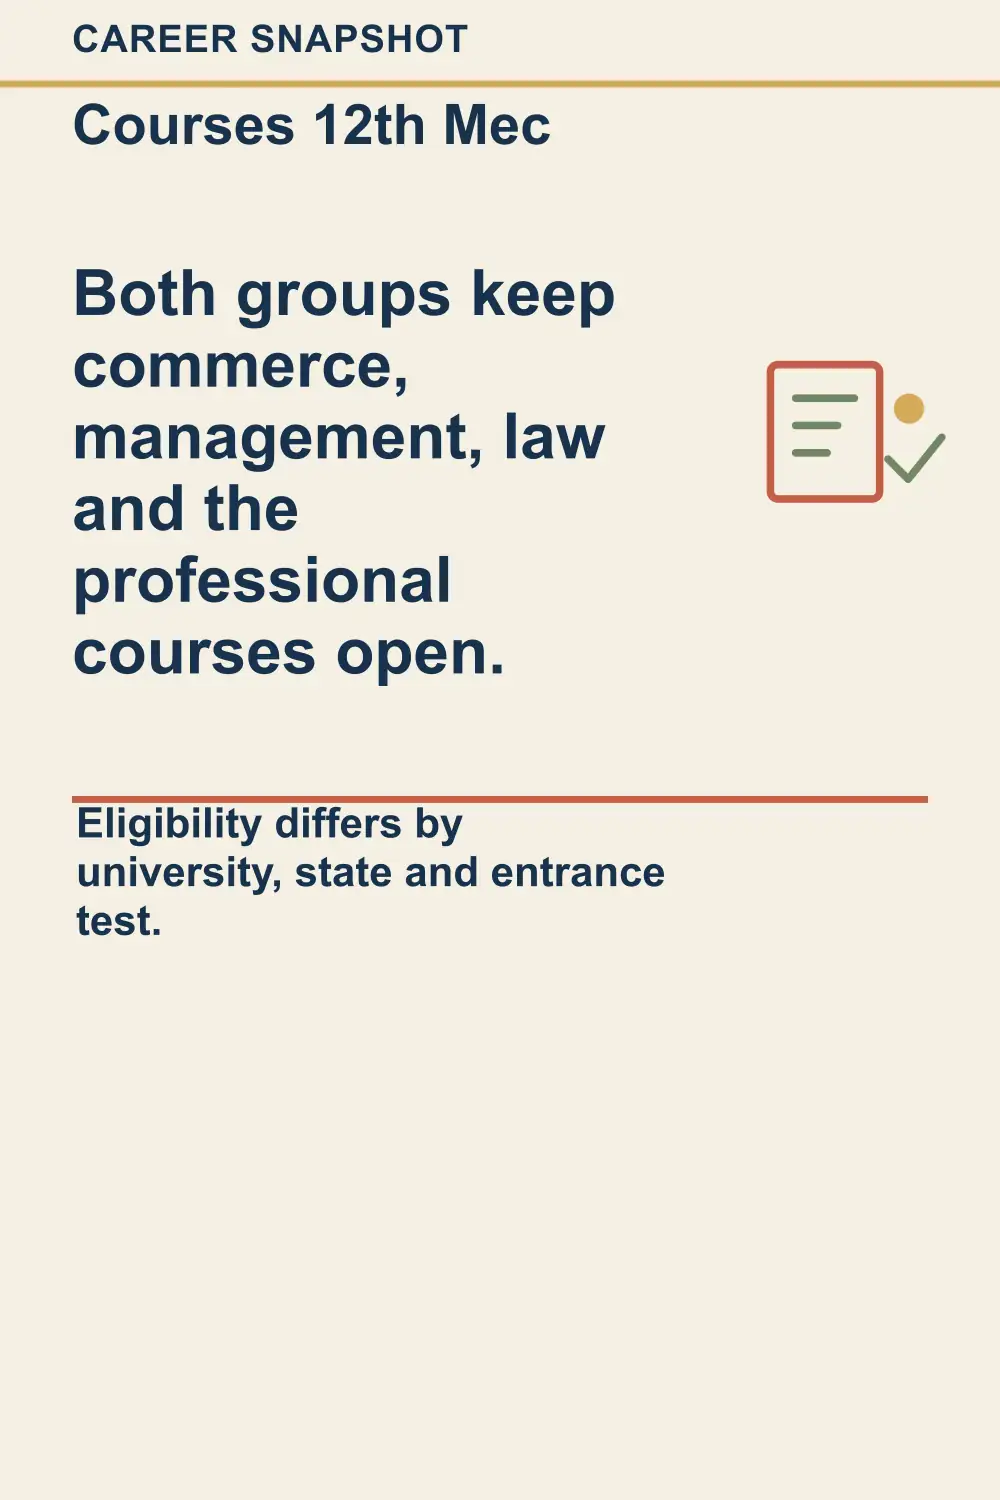 CAREER SNAPSHOT
Courses 12th Mec
Both groups keep
commerce,
management, law
and the
professional
courses open.
Eligibility differs by
university, state and entrance
test.